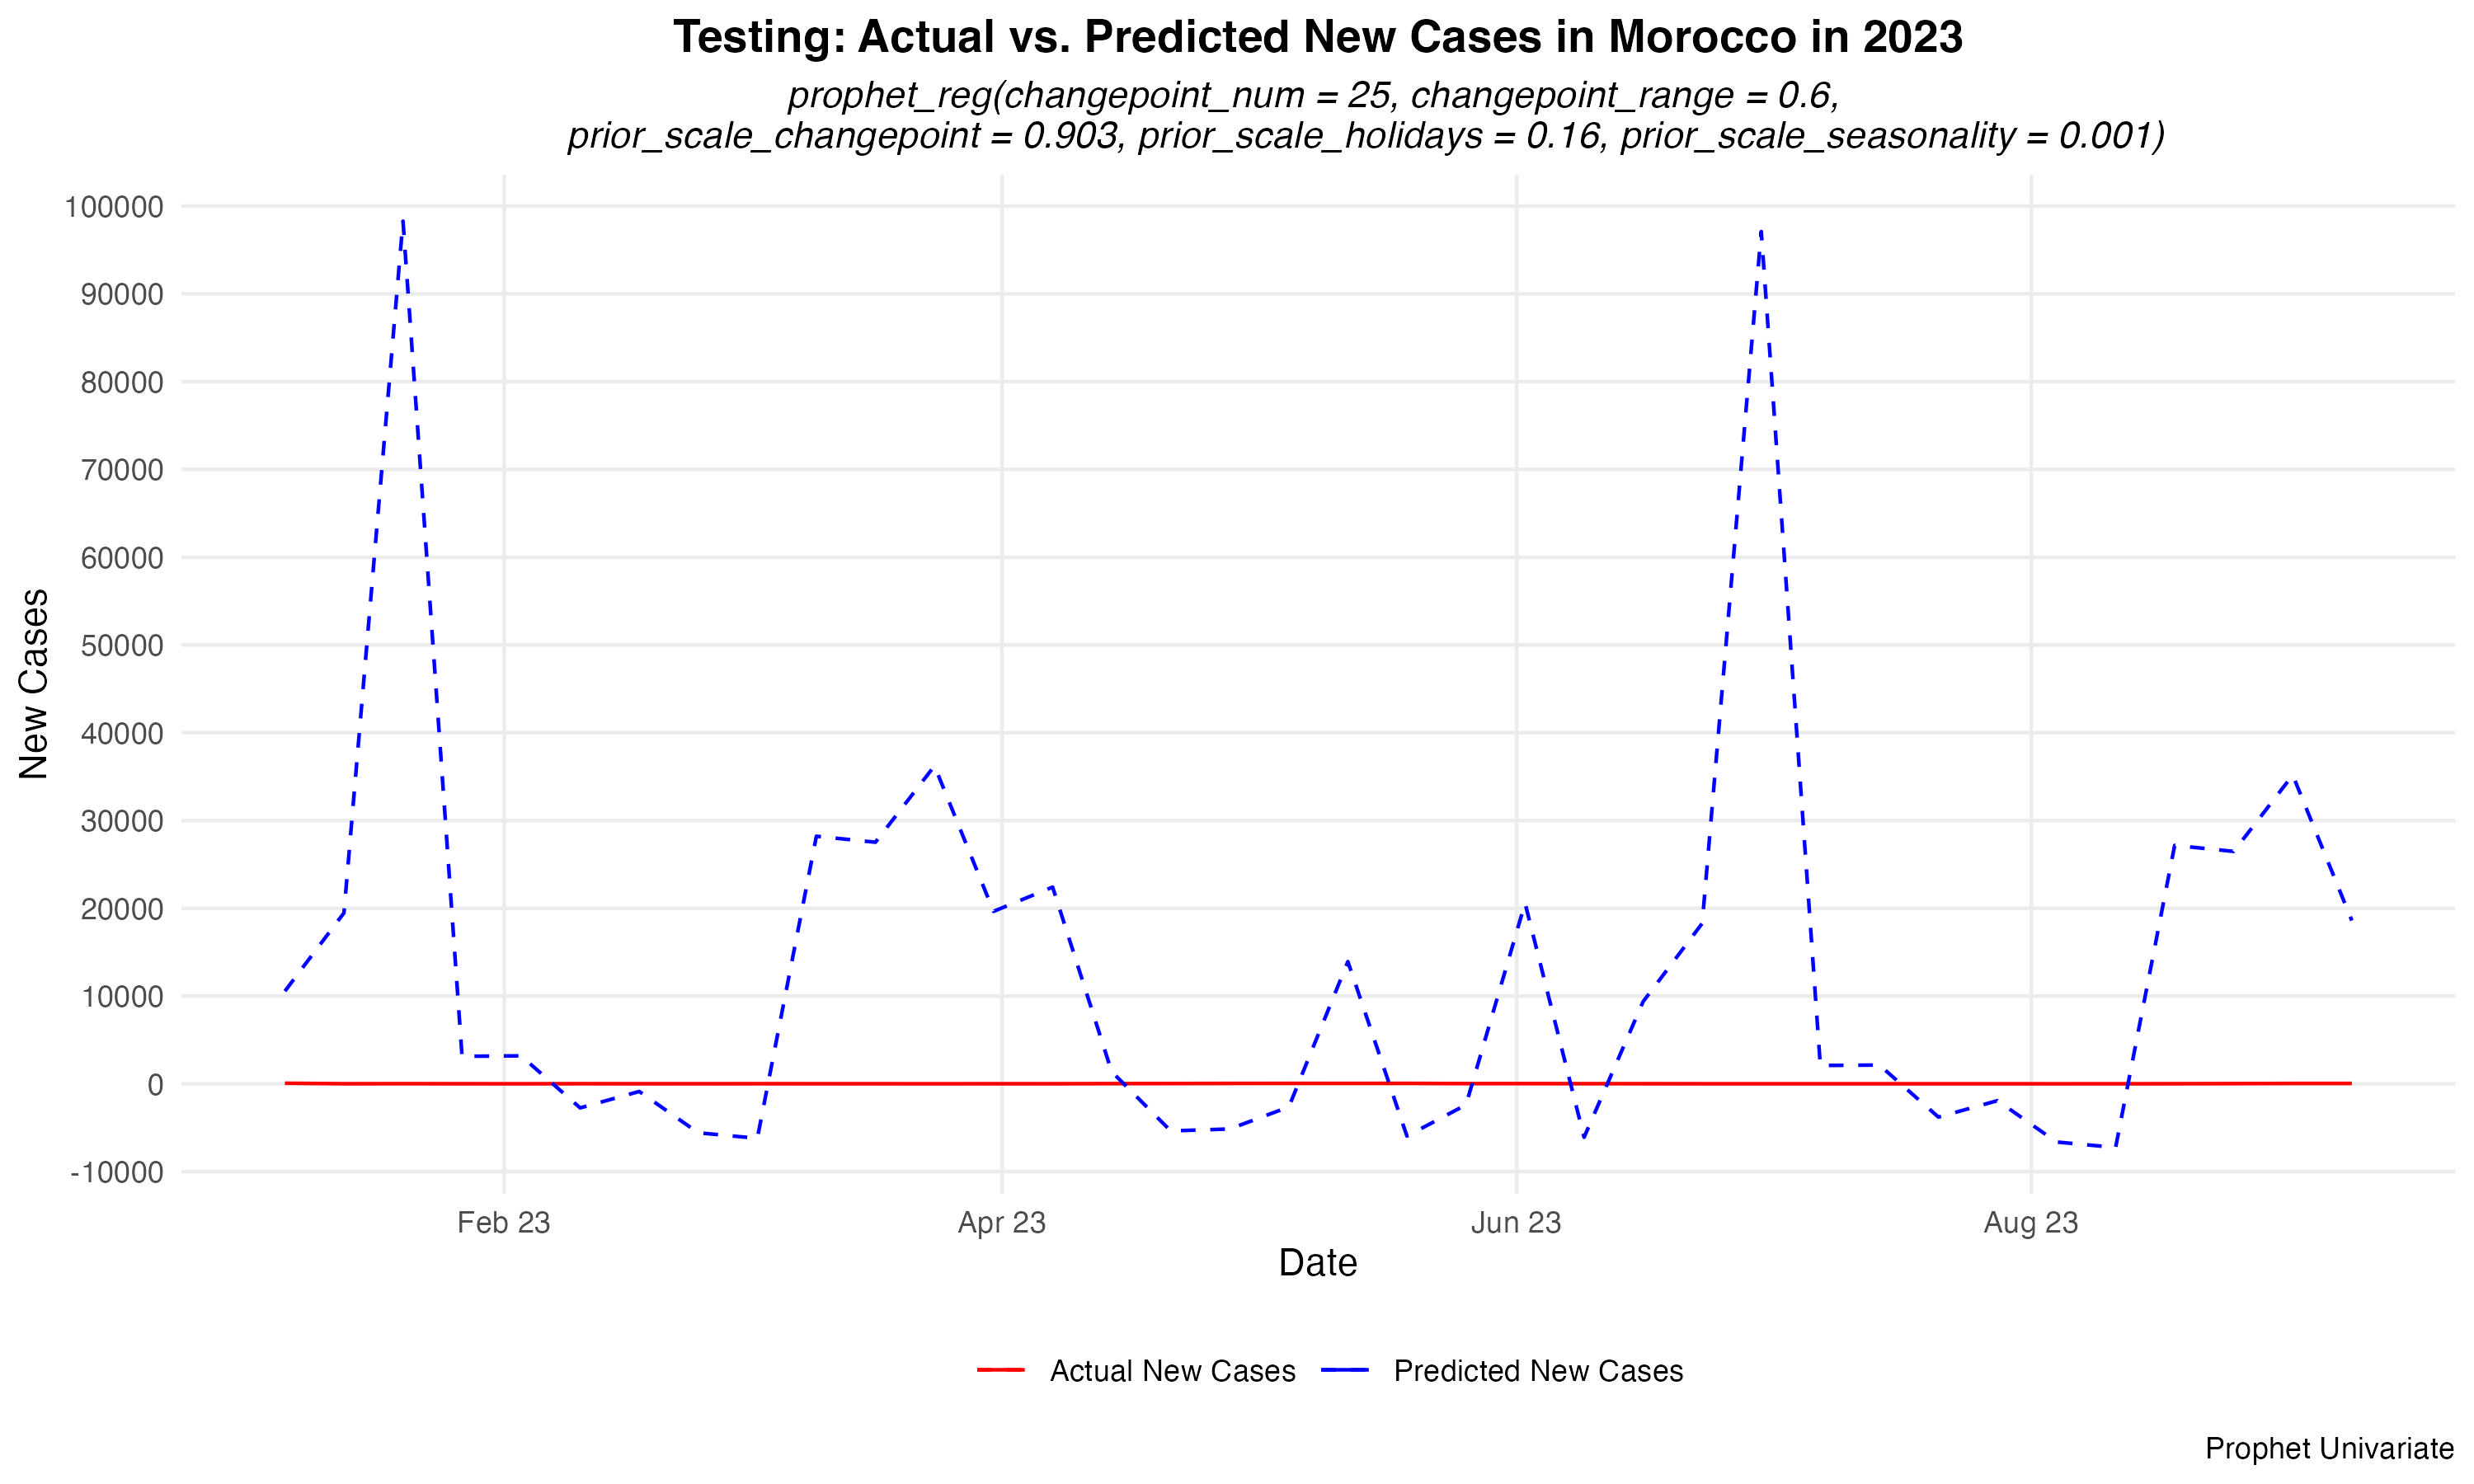 Testing: Actual vs. Predicted New Cases in Morocco in 2023
prophet_reg(changepoint_num = 25, changepoint_range = 0.6,
prior_scale_changepoint = 0.903, prior_scale_holidays = 0.16, prior_scale_seasonality = 0.001)
100000
90000
80000
70000
60000
50000
40000
30000
20000
10000
0
-10000
New Cases
Feb 23 Apr 23 Jun 23 Aug 23
Date
Actual New Cases Predicted New Cases
Prophet Univariate